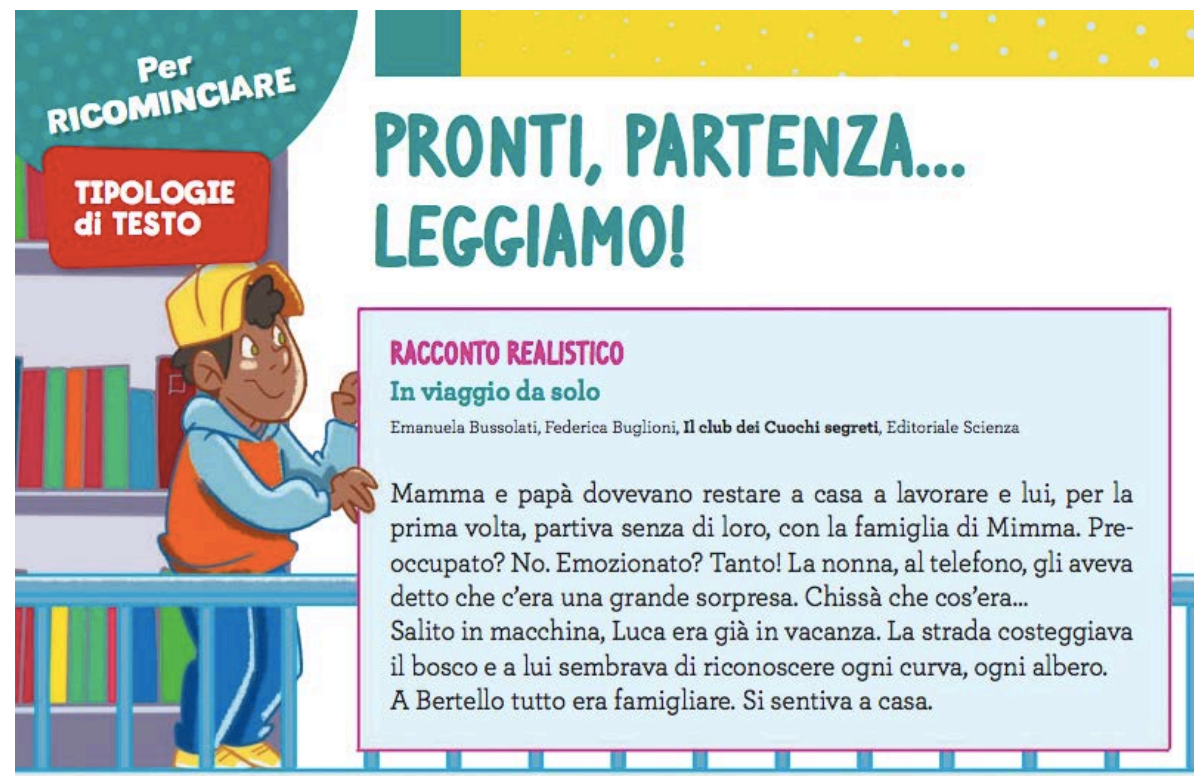 Per
RICOMINCIARE
TIPOLOGIE
di TESTO
PRONTI, PARTENZA...
LEGGIAMO!
RACCONTO REALISTICO
In viaggio da solo
Emanuela Bussolati, Federica Buglioni, Il club dei Cuochi segreti, Editoriale Scienza
Mamma e papà dovevano restare a casa a lavorare e lui, per la
prima volta, partiva senza di loro, con la famiglia di Mimma. Pre-
occupato? No. Emozionato? Tanto! La nonna, al telefono, gli aveva
detto che c'era una grande sorpresa. Chissà che cos'era...
Salito in macchina, Luca era già in vacanza. La strada costeggiava
il bosco e a lui sembrava di riconoscere ogni curva, ogni albero.
A Bertello tutto era famigliare. Si sentiva a casa.